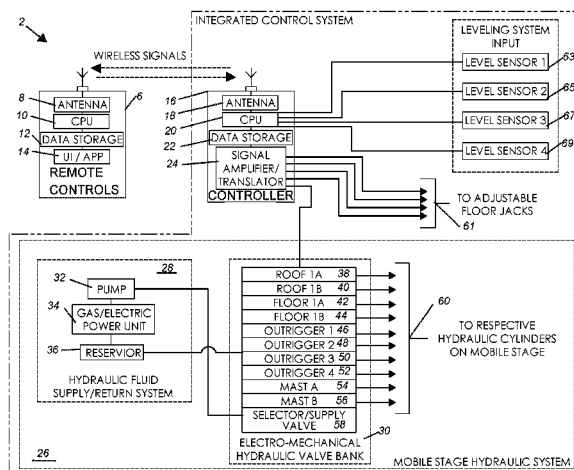 2
INTEGRATED CONTROL SYSTEM
WIRELESS SIGNALS
6
8
ANTENNA
10
CPU
12
DATA STORAGE
14
UI / APP
REMOTE
CONTROLS
16
18
ANTENNA
20
CPU
22
DATA STORAGE
24
SIGNAL
AMPLIFIER/
TRANSLATOR
CONTROLLER
LEVELING SYSTEM
INPUT
LEVEL SENSOR 1
63
LEVEL SENSOR 2
65
LEVEL SENSOR 3
67
LEVEL SENSOR 4
69
TO ADJUSTABLE
FLOOR JACKS
61
28
32
PUMP
34
GAS/ELECTRIC
POWER UNIT
36
RESERVIOR
HYDRAULIC FLUID
SUPPLY/RETURN SYSTEM
ROOF 1A 38
ROOF 1B 40
FLOOR 1A 42
FLOOR 1B 44
OUTRIGGER 1 46
OUTRIGGER 2 48
OUTRIGGER 3 50
OUTRIGGER 4 52
MAST A 54
MAST B 56
SELECTOR/SUPPLY
VALVE 58
30
ELECTRO-MECHANICAL
HYDRAULIC VALVE BANK
60
TO RESPECTIVE
HYDRAULIC CYLINDERS
ON MOBILE STAGE
26
MOBILE STAGE HYDRAULIC SYSTEM